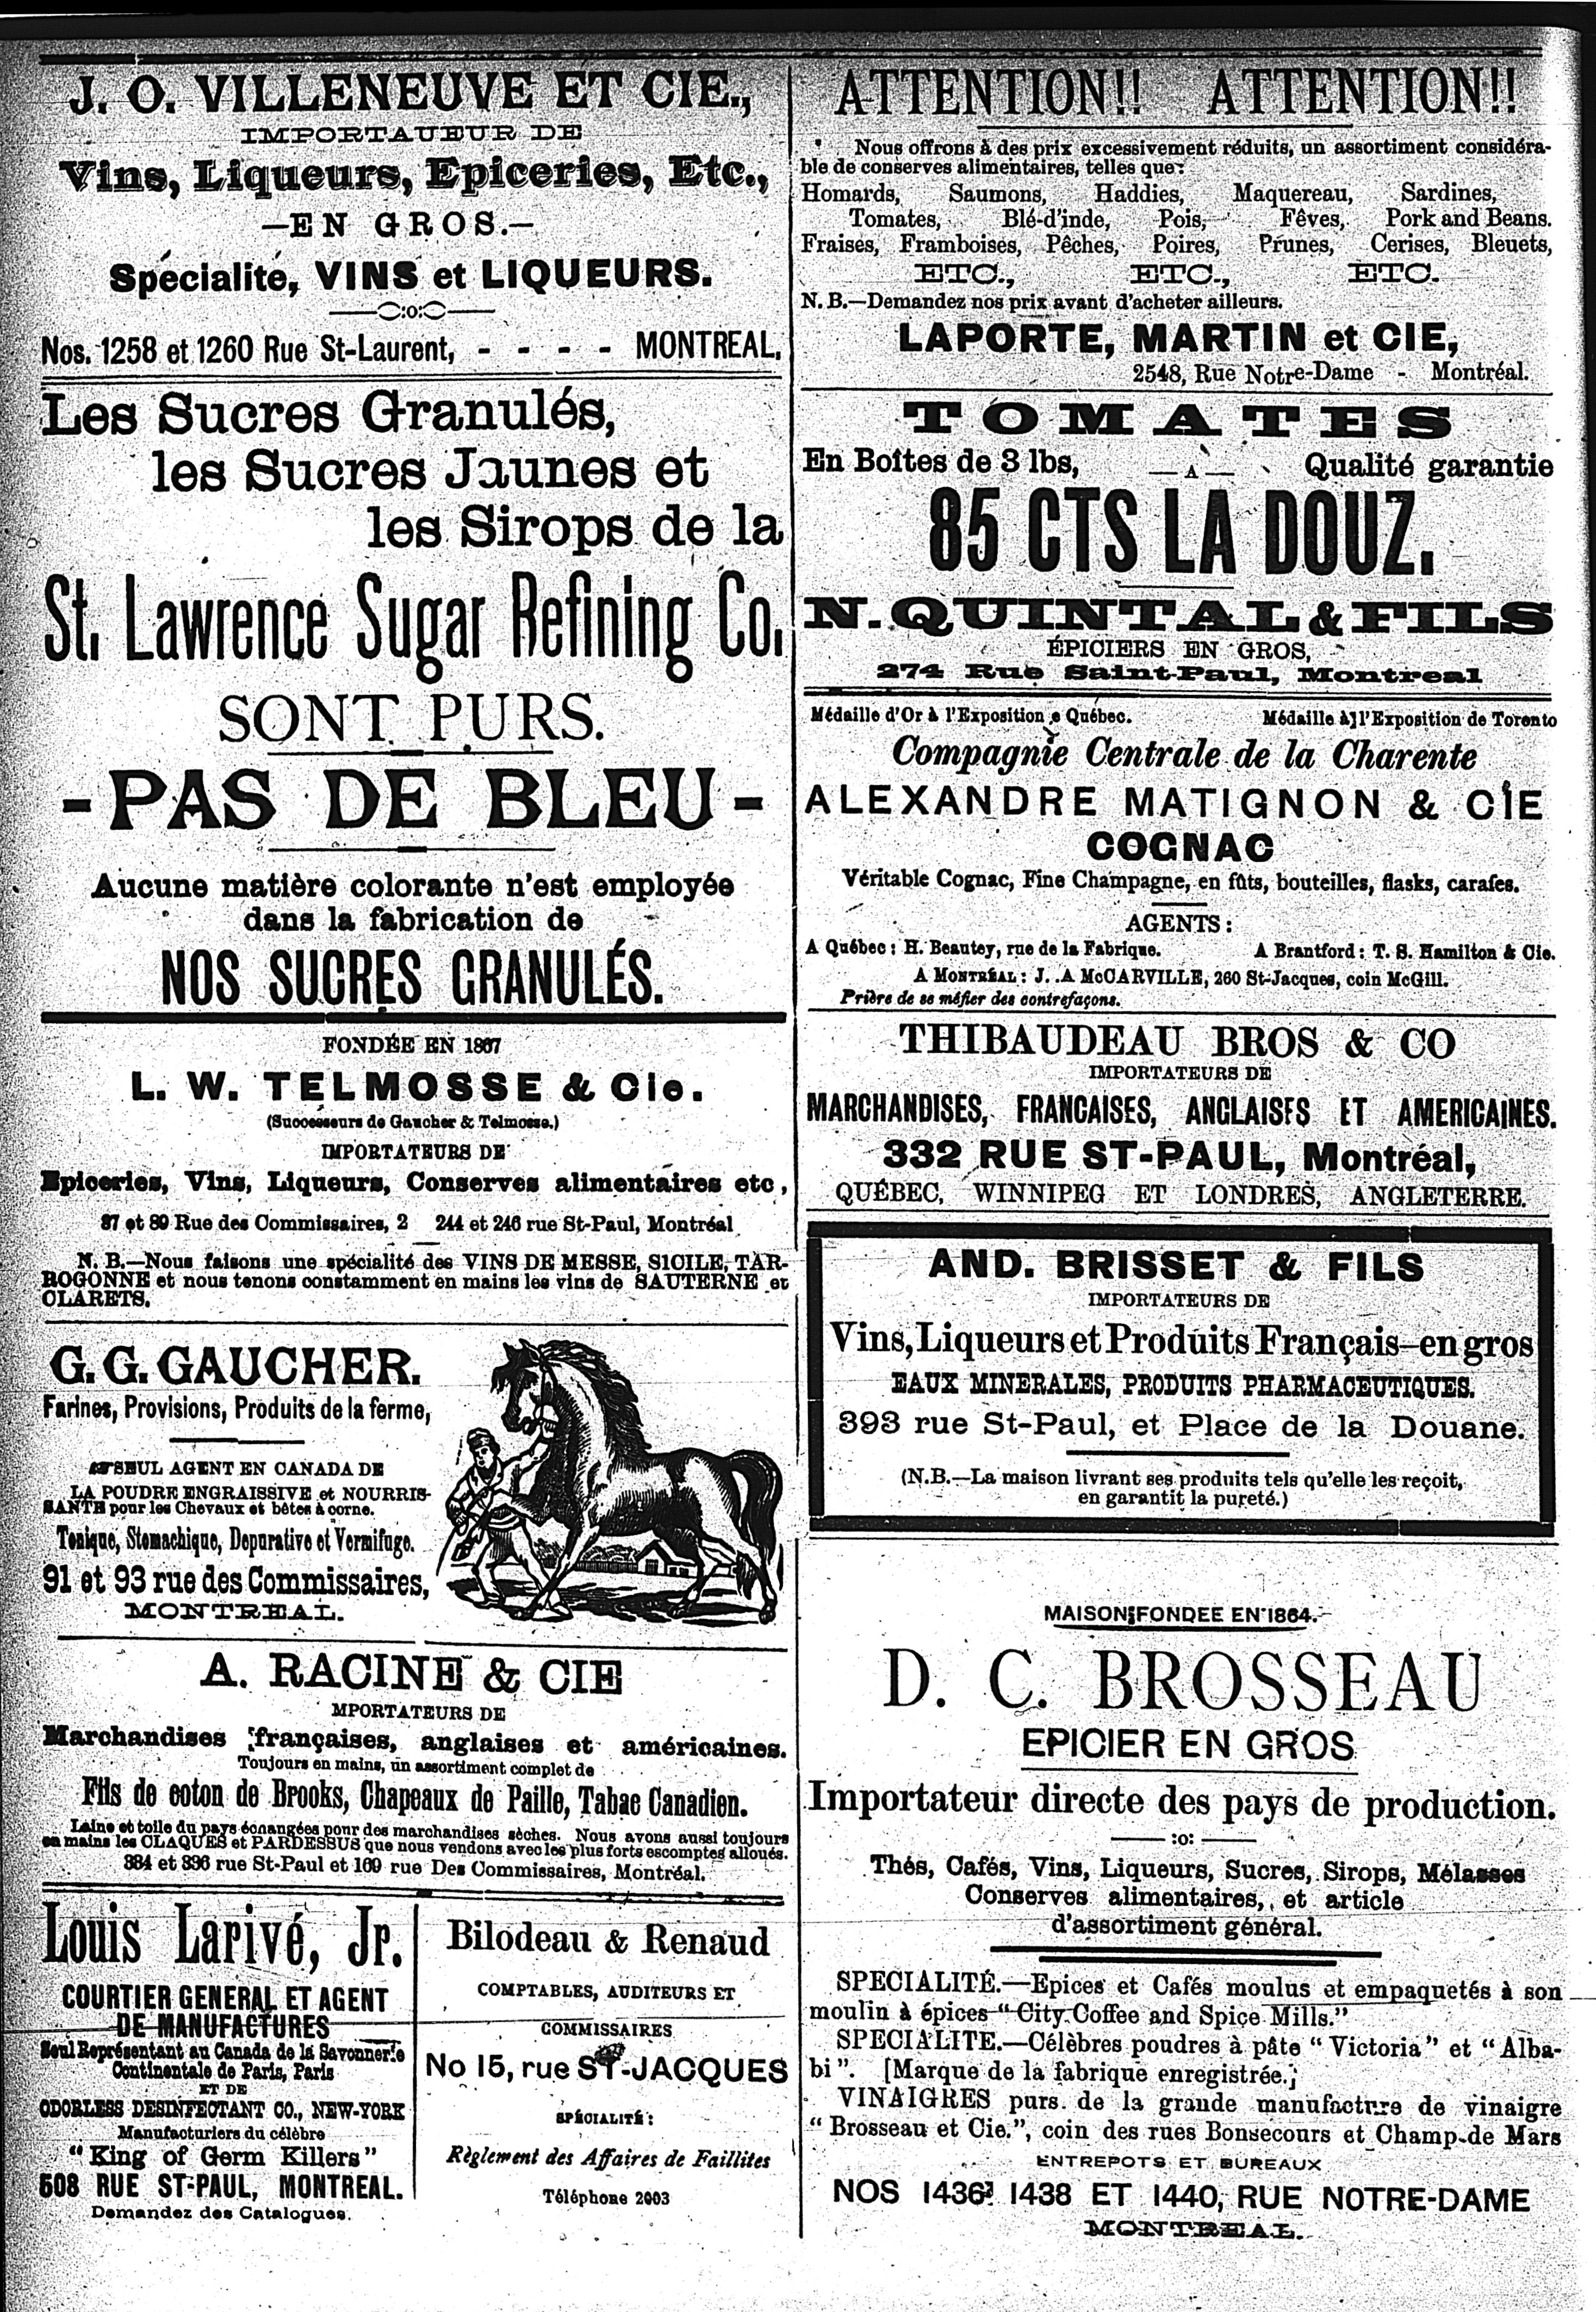 J. O. VILLENEUVE ET CIE.,
IMPORTAUEUR DE
Vins, Liqueurs, Epiceries, Etc.,
—EN GROS.—
Spécialité, VINS et LIQUEURS.
——:o:——
Nos. 1258 et 1260 Rue St-Laurent, - - - - MONTREAL,
Les Sucres Granulés,
les Sucres Jaunes et
les Sirops de la
St. Lawrence Sugar Refining Co.
SONT PURS.
- PAS DE BLEU -
Aucune matière colorante n'est employée
dans la fabrication de
NOS SUCRES GRANULÉS.
FONDÉE EN 1867
L. W. TELMOSSE & Cie.
(Successeurs de Gaucher & Telmosse.)
IMPORTATEURS DE
Epiceries, Vins, Liqueurs, Conserves alimentaires etc,
87 et 89 Rue des Commissaires, 2 244 et 246 rue St-Paul, Montréal
N. B.—Nous faisons une spécialité des VINS DE MESSE, SICILE, TAR-
ROGONNE et nous tenons constamment en mains les vins de SAUTERNE et
CLARETS.
G. G. GAUCHER.
Farines, Provisions, Produits de la ferme,
SEUL AGENT EN CANADA DE
LA POUDRE ENGRAISSIVE et NOURRIS-
SANTE pour les Chevaux et bêtes à corne.
Tonique, Stomachique, Depurative et Vermifuge.
91 et 93 rue des Commissaires,
MONTREAL.
A. RACINE & CIE
MPORTATEURS DE
Marchandises françaises, anglaises et américaines.
Toujours en mains, un assortiment complet de
Fils de coton de Brooks, Chapeaux de Paille, Tabac Canadien.
Laine et toile du pays échangées pour des marchandises sèches. Nous avons aussi toujours
en mains les CLAQUES et PARDESSUS que nous vendons avec les plus forts escomptes alloués.
334 et 336 rue St-Paul et 169 rue Des Commissaires, Montréal.
Louis Larivé, Jr.
COURTIER GENERAL ET AGENT
DE MANUFACTURES
Seul Représentant au Canada de la Savonnerie
Continentale de Paris, Paris
ET DE
ODORLESS DESINFECTANT CO., NEW-YORK
Manufacturiers du célèbre
"King of Germ Killers"
508 RUE ST-PAUL, MONTREAL.
Demandez des Catalogues.
Bilodeau & Renaud
COMPTABLES, AUDITEURS ET
COMMISSAIRES
No 15, rue ST-JACQUES
SPÉCIALITÉ:
Règlement des Affaires de Faillites
Téléphone 2003
ATTENTION!! ATTENTION!!
Nous offrons à des prix excessivement réduits, un assortiment considéra-
ble de conserves alimentaires, telles que:
Homards, Saumons, Haddies, Maquereau, Sardines,
Tomates, Blé-d'inde, Pois, Fêves, Pork and Beans.
Fraises, Framboises, Pêches, Poires, Prunes, Cerises, Bleuets,
ETC., ETC., ETC.
N. B.—Demandez nos prix avant d'acheter ailleurs.
LAPORTE, MARTIN et CIE,
2548, Rue Notre-Dame - Montréal.
TOMATES
En Boîtes de 3 lbs, —À— Qualité garantie
85 CTS LA DOUZ.
N. QUINTAL & FILS
ÉPICIERS EN GROS,
274 Rue Saint-Paul, Montreal
Médaille d'Or à l'Exposition e Québec. Médaille à l'Exposition de Toronto
Compagnie Centrale de la Charente
ALEXANDRE MATIGNON & CIE
COGNAC
Véritable Cognac, Fine Champagne, en fûts, bouteilles, flasks, carafes.
AGENTS:
A Québec: H. Beautey, rue de la Fabrique. A Brantford: T. S. Hamilton & Cie.
A MONTRÉAL: J. A McCARVILLE, 260 St-Jacques, coin McGill.
Prière de se méfier des contrefaçons.
THIBAUDEAU BROS & CO
IMPORTATEURS DE
MARCHANDISES, FRANCAISES, ANGLAISES ET AMERICAINES.
332 RUE ST-PAUL, Montréal,
QUÉBEC, WINNIPEG ET LONDRES, ANGLETERRE.
AND. BRISSET & FILS
IMPORTATEURS DE
Vins, Liqueurs et Produits Français—en gros
EAUX MINERALES, PRODUITS PHARMACEUTIQUES.
393 rue St-Paul, et Place de la Douane.
(N.B.—La maison livrant ses produits tels qu'elle les reçoit,
en garantit la pureté.)
MAISON FONDEE EN 1864.
D. C. BROSSEAU
EPICIER EN GROS
Importateur directe des pays de production.
——:o:——
Thés, Cafés, Vins, Liqueurs, Sucres, Sirops, Mélasses
Conserves alimentaires, et article
d'assortiment général.
SPECIALITÉ.—Epices et Cafés moulus et empaquetés à son
moulin à épices "City Coffee and Spice Mills."
SPECIALITE.—Célèbres poudres à pâte "Victoria" et "Alba-
bi". [Marque de la fabrique enregistrée.]
VINAIGRES purs de la grande manufacture de vinaigre
"Brosseau et Cie.", coin des rues Bonsecours et Champ-de Mars
ENTREPOTS ET BUREAUX
NOS 1436, 1438 ET 1440, RUE NOTRE-DAME
MONTREAL.